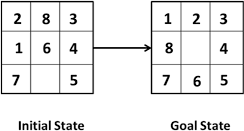 2 8 3 1 2 3
1 6 4 8 4
7 5 7 6 5
Initial State Goal State